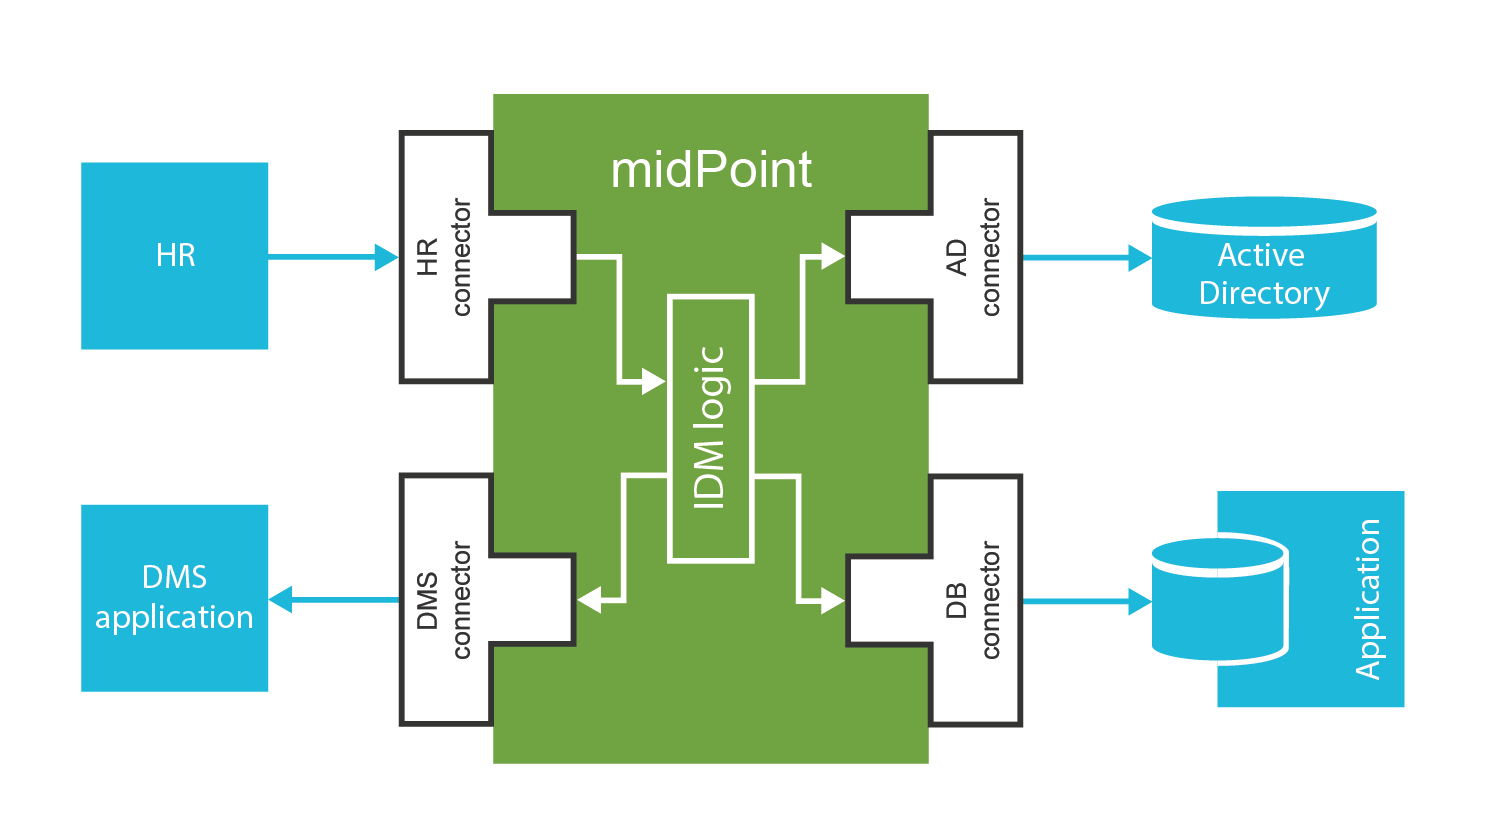 midPoint
HR
HR
connector
AD
connector
Active
Directory
IDM logic
DMS
application
DMS
connector
DB
connector
Application